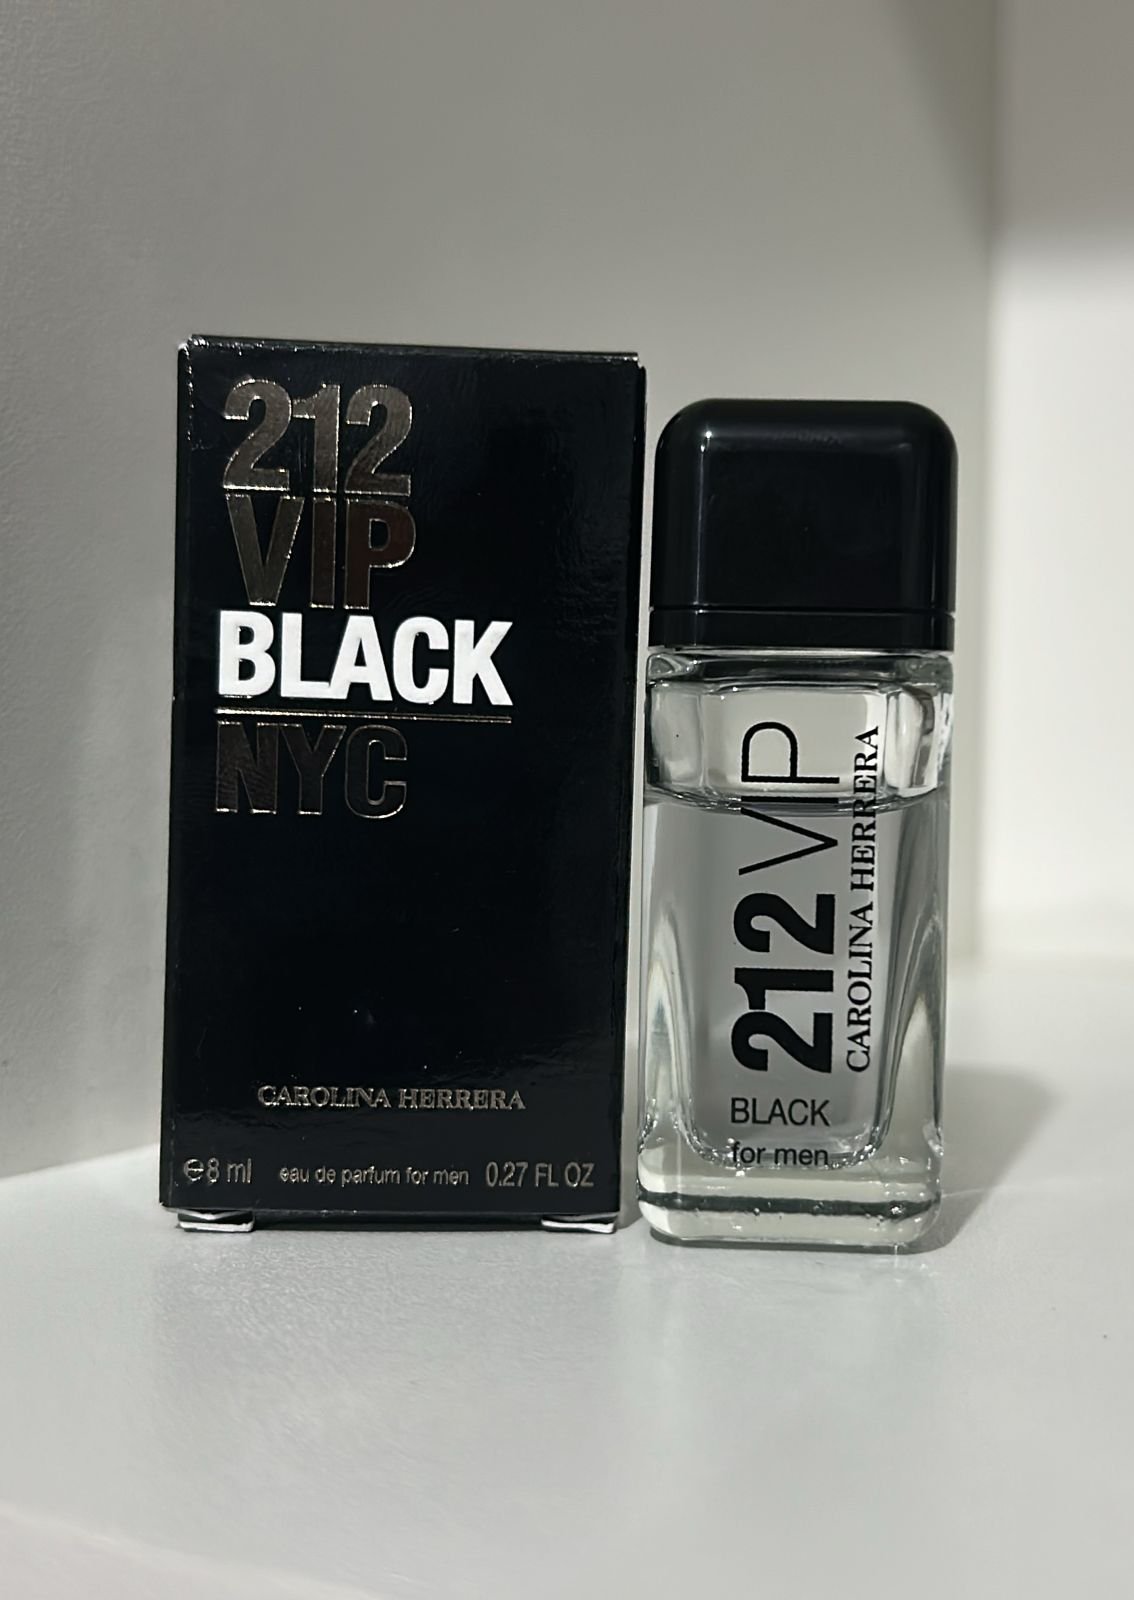 212
VIP
BLACK
NYC
CAROLINA HERRERA
℮8 ml eau de parfum for men 0.27 FL OZ
212 VIP
CAROLINA HERRERA
BLACK
for men